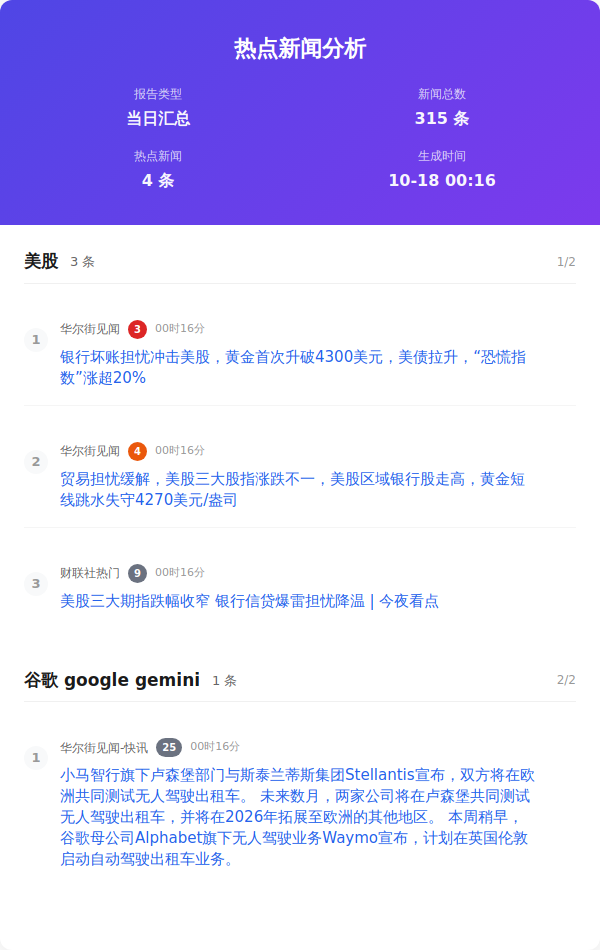 热点新闻分析
报告类型
新闻总数
当日汇总
315 条
热点新闻
生成时间
4 条
10-18 00:16
美股 3 条 1/2
1
华尔街见闻 3 00时16分
银行坏账担忧冲击美股，黄金首次升破4300美元，美债拉升，“恐慌指
数”涨超20%
2
华尔街见闻 4 00时16分
贸易担忧缓解，美股三大股指涨跌不一，美股区域银行股走高，黄金短
线跳水失守4270美元/盎司
3
财联社热门 9 00时16分
美股三大期指跌幅收窄 银行信贷爆雷担忧降温 | 今夜看点
谷歌 google gemini 1 条 2/2
1
华尔街见闻-快讯 25 00时16分
小马智行旗下卢森堡部门与斯泰兰蒂斯集团Stellantis宣布，双方将在欧
洲共同测试无人驾驶出租车。 未来数月，两家公司将在卢森堡共同测试
无人驾驶出租车，并将在2026年拓展至欧洲的其他地区。 本周稍早，
谷歌母公司Alphabet旗下无人驾驶业务Waymo宣布，计划在英国伦敦
启动自动驾驶出租车业务。